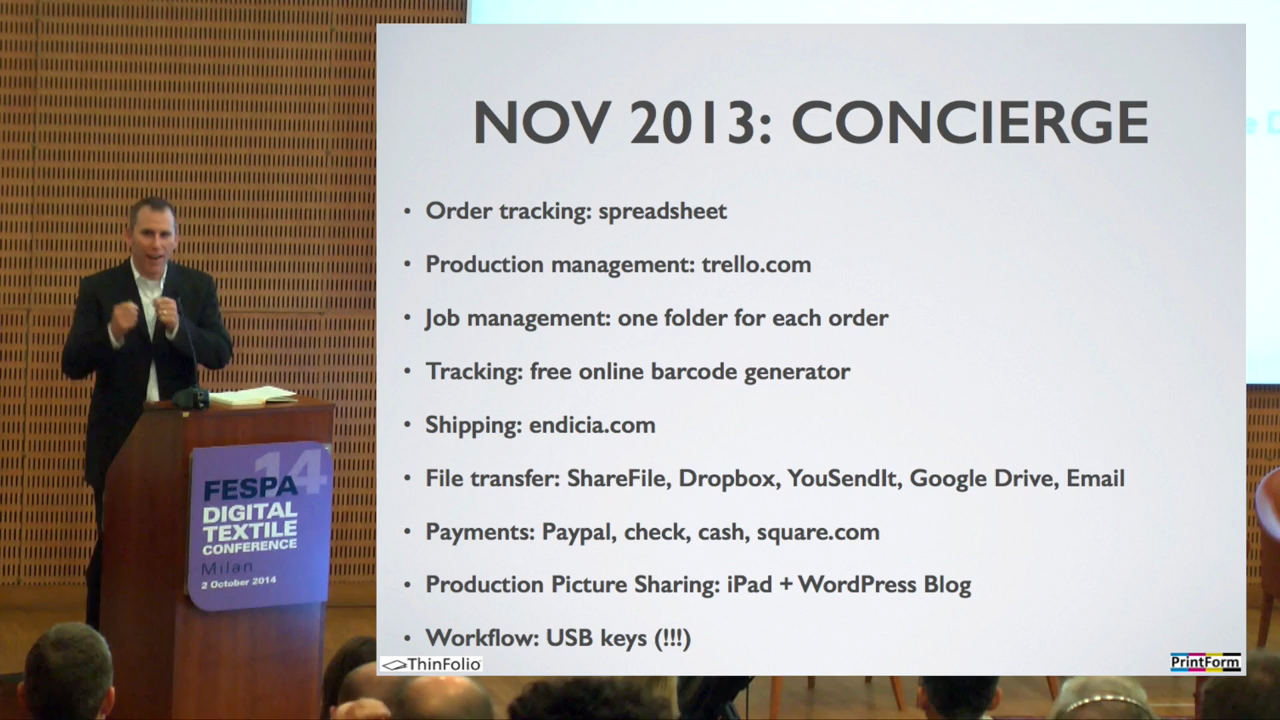 NOV 2013: CONCIERGE
• Order tracking: spreadsheet
• Production management: trello.com
• Job management: one folder for each order
• Tracking: free online barcode generator
• Shipping: endicia.com
• File transfer: ShareFile, Dropbox, YouSendIt, Google Drive, Email
• Payments: Paypal, check, cash, square.com
• Production Picture Sharing: iPad + WordPress Blog
• Workflow: USB keys (!!!)
ThinFolio
PrintForm
14
FESPA
DIGITAL
TEXTILE
CONFERENCE
Milan
2 October 2014